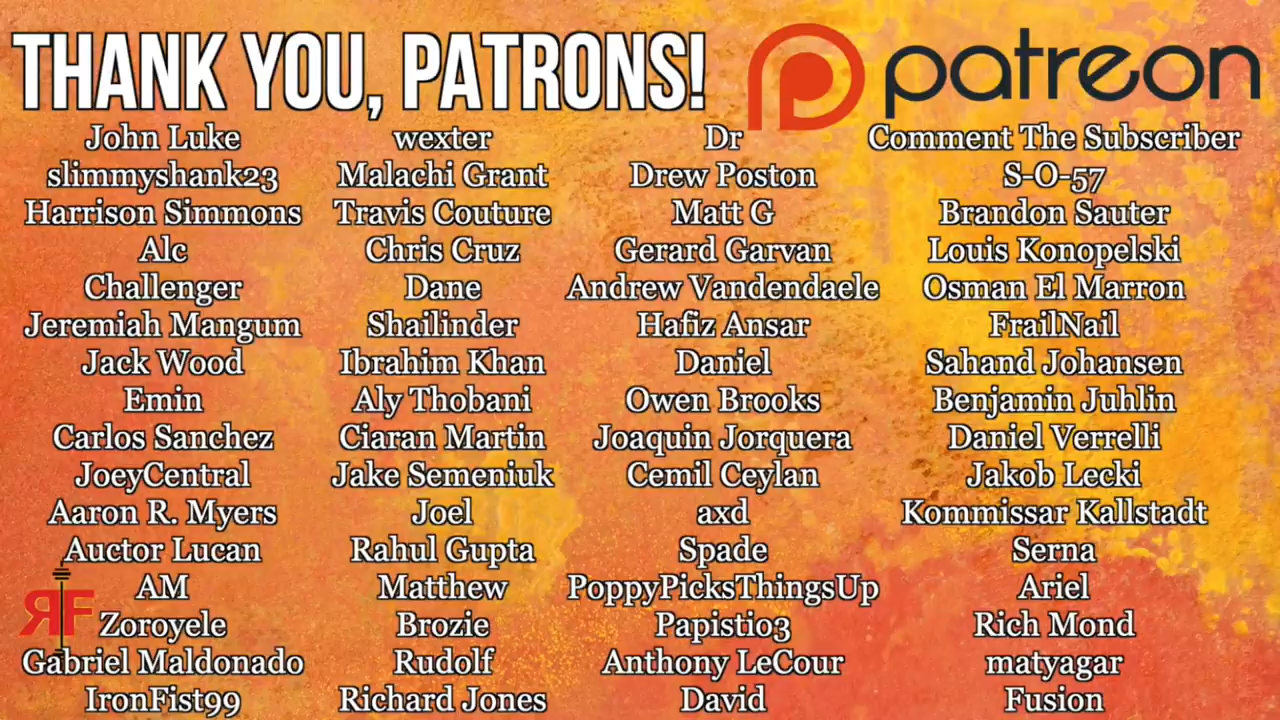 THANK YOU, PATRONS!
patreon
John Luke
slimmyshank23
Harrison Simmons
Alc
Challenger
Jeremiah Mangum
Jack Wood
Emin
Carlos Sanchez
JoeyCentral
Aaron R. Myers
Auctor Lucan
AM
Zoroyele
Gabriel Maldonado
IronFist99
wexter
Malachi Grant
Travis Couture
Chris Cruz
Dane
Shailinder
Ibrahim Khan
Aly Thobani
Ciaran Martin
Jake Semeniuk
Joel
Rahul Gupta
Matthew
Brozie
Rudolf
Richard Jones
Dr
Drew Poston
Matt G
Gerard Garvan
Andrew Vandendaele
Hafiz Ansar
Daniel
Owen Brooks
Joaquin Jorquera
Cemil Ceylan
axd
Spade
PoppyPicksThingsUp
Papisti03
Anthony LeCour
David
Comment The Subscriber
S-O-57
Brandon Sauter
Louis Konopelski
Osman El Marron
FrailNail
Sahand Johansen
Benjamin Juhlin
Daniel Verrelli
Jakob Lecki
Kommissar Kallstadt
Serna
Ariel
Rich Mond
matyagar
Fusion
RF